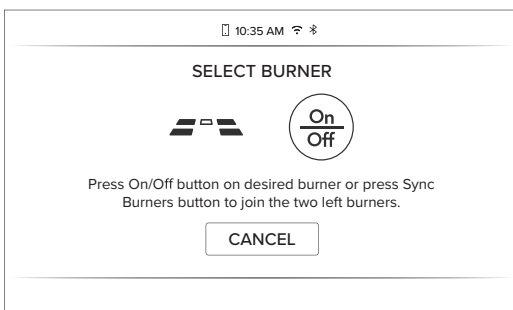 10:35 AM
SELECT BURNER
On
Off
Press On/Off button on desired burner or press Sync
Burners button to join the two left burners.
CANCEL